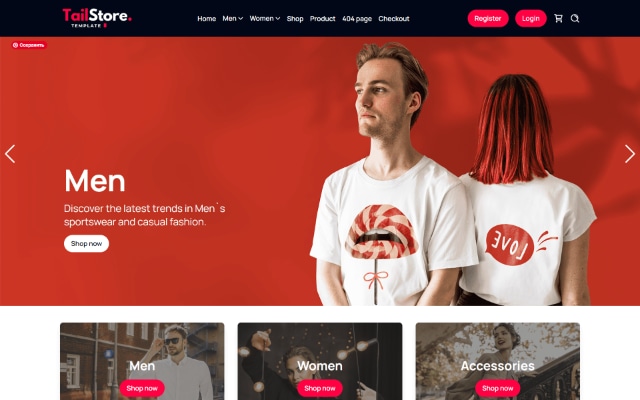 TailStore.
TEMPLATE
Home Men Women Shop Product 404 page Checkout
Register Login
Сохранить
Men
Discover the latest trends in Men`s
sportswear and casual fashion.
Shop now
LOVE
Men Women Accessories
Shop now Shop now Shop now